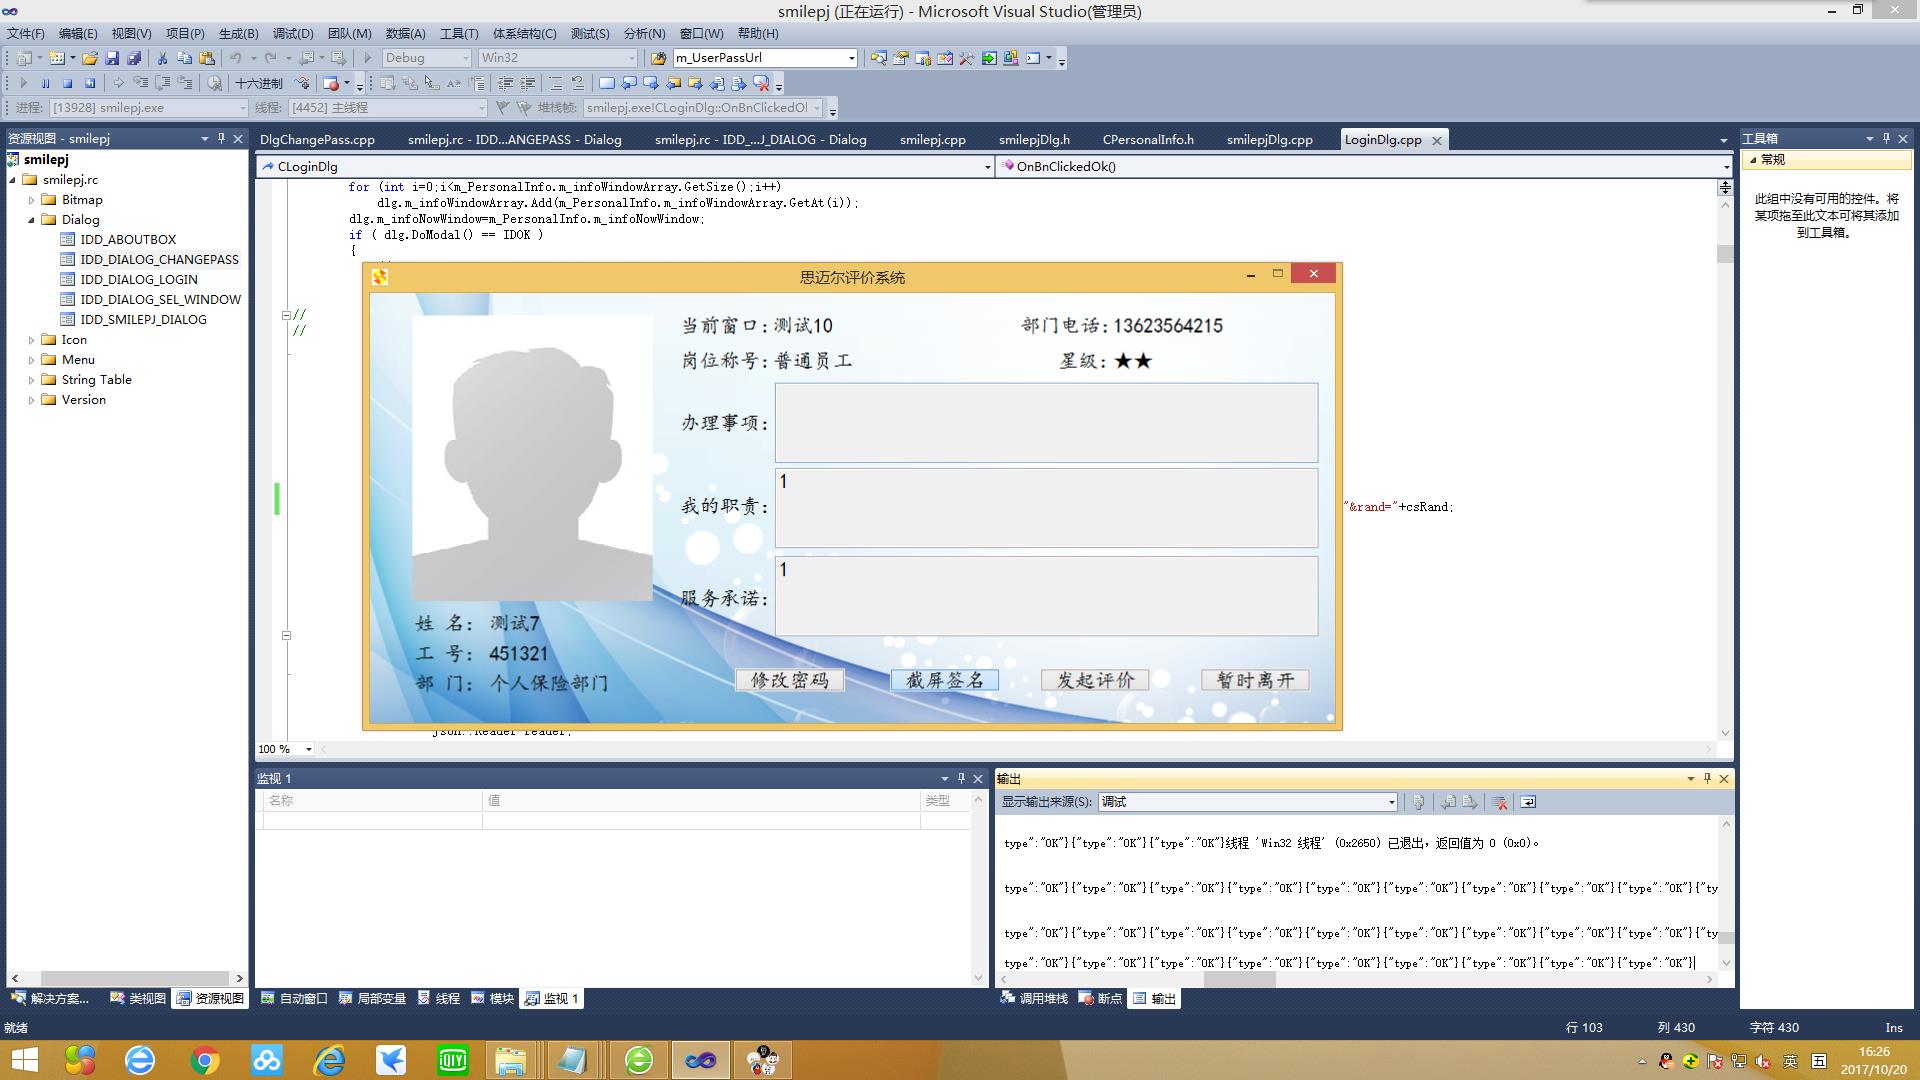 smilepj (正在运行) - Microsoft Visual Studio(管理员)
文件(F) 编辑(E) 视图(V) 项目(P) 生成(B) 调试(D) 团队(M) 数据(A) 工具(T) 体系结构(C) 测试(S) 分析(N) 窗口(W) 帮助(H)
Debug Win32 m_UserPassUrl
十六进制
进程: [13928] smilepj.exe 线程: [4452] 主线程 堆栈帧: smilepj.exe!CLoginDlg::OnBnClickedOl
资源视图 - smilepj
smilepj
smilepj.rc
Bitmap
Dialog
IDD_ABOUTBOX
IDD_DIALOG_CHANGEPASS
IDD_DIALOG_LOGIN
IDD_DIALOG_SEL_WINDOW
IDD_SMILEPJ_DIALOG
Icon
Menu
String Table
Version
解决方案... 类视图 资源视图
DlgChangePass.cpp smilepj.rc - IDD...ANGEPASS - Dialog smilepj.rc - IDD_...J_DIALOG - Dialog smilepj.cpp smilepjDlg.h CPersonalInfo.h smilepjDlg.cpp LoginDlg.cpp
CLoginDlg OnBnClickedOk()
for (int i=0;i<m_PersonalInfo.m_infoWindowArray.GetSize();i++)
dlg.m_infoWindowArray.Add(m_PersonalInfo.m_infoWindowArray.GetAt(i));
dlg.m_infoNowWindow=m_PersonalInfo.m_infoNowWindow;
if ( dlg.DoModal() == IDOK )
{
//
//
"&rand="+csRand;
思迈尔评价系统
当前窗口: 测试10 部门电话: 13623564215
岗位称号: 普通员工 星级: ★★
办理事项:
我的职责: 1
服务承诺: 1
姓 名: 测试7
工 号: 451321
部 门: 个人保险部门
修改密码 截屏签名 发起评价 暂时离开
100 %
监视 1
名称 值 类型
自动窗口 局部变量 线程 模块 监视 1
输出
显示输出来源(S): 调试
type":"OK"}{"type":"OK"}{"type":"OK"}线程 'Win32 线程' (0x2650) 已退出，返回值为 0 (0x0)。
type":"OK"}{"type":"OK"}{"type":"OK"}{"type":"OK"}{"type":"OK"}{"type":"OK"}{"type":"OK"}{"type":"OK"}{"type":"OK"}{"ty
type":"OK"}{"type":"OK"}{"type":"OK"}{"type":"OK"}{"type":"OK"}{"type":"OK"}{"type":"OK"}{"type":"OK"}{"type":"OK"}{"ty
type":"OK"}{"type":"OK"}{"type":"OK"}{"type":"OK"}{"type":"OK"}{"type":"OK"}{"type":"OK"}{"type":"OK"}{"type":"OK"}
调用堆栈 断点 输出
工具箱
常规
此组中没有可用的控件。将
某项拖至此文本可将其添加
到工具箱。
就绪 行 103 列 430 字符 430 Ins
QIYI
英 五
16:26
2017/10/20